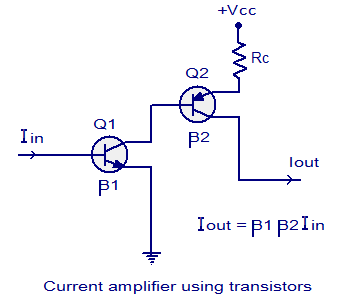 +Vcc
Rc
Q2
Q1
β2
Iin
Iout
β1
Iout = β1 β2 Iin
Current amplifier using transistors